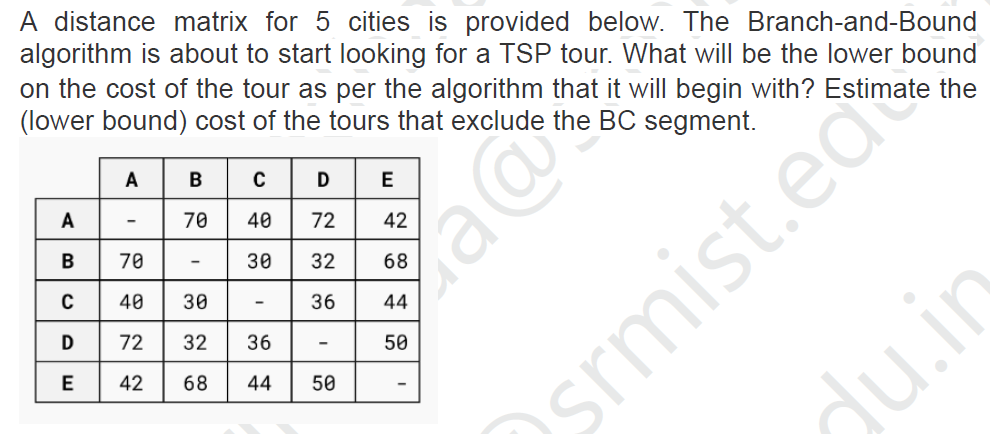 A distance matrix for 5 cities is provided below. The Branch-and-Bound
algorithm is about to start looking for a TSP tour. What will be the lower bound
on the cost of the tour as per the algorithm that it will begin with? Estimate the
(lower bound) cost of the tours that exclude the BC segment.
A B C D E
A - 70 40 72 42
B 70 - 30 32 68
C 40 30 - 36 44
D 72 32 36 - 50
E 42 68 44 50 -
a@srmist.edu.in
du.in